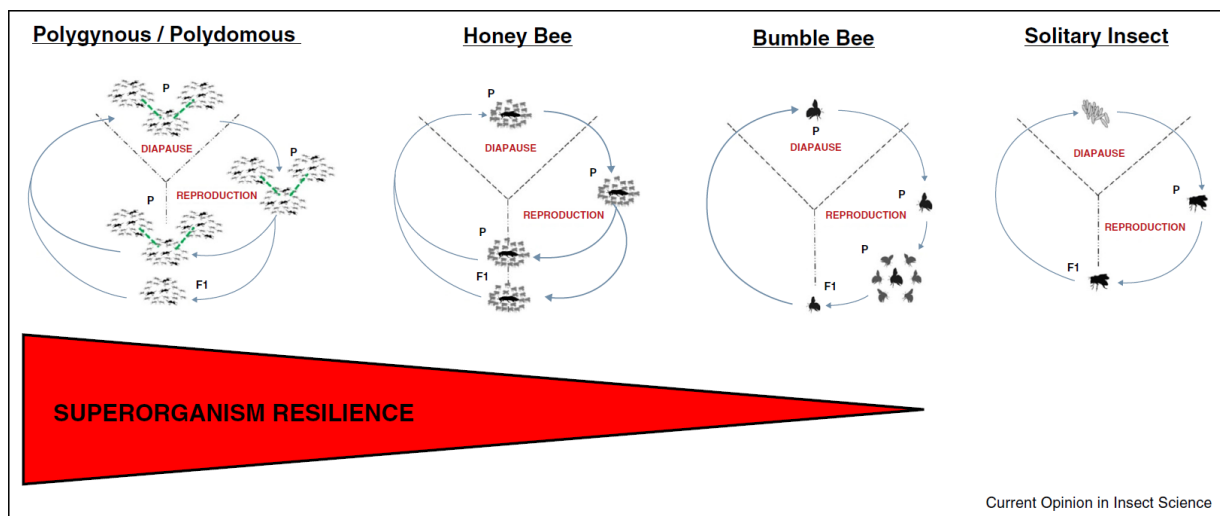 Polygynous / Polydomous
P
DIAPAUSE
P
REPRODUCTION
P
F1
Honey Bee
P
DIAPAUSE
P
REPRODUCTION
P
F1
Bumble Bee
P
DIAPAUSE
P
REPRODUCTION
P
F1
Solitary Insect
DIAPAUSE
P
REPRODUCTION
F1
SUPERORGANISM RESILIENCE
Current Opinion in Insect Science